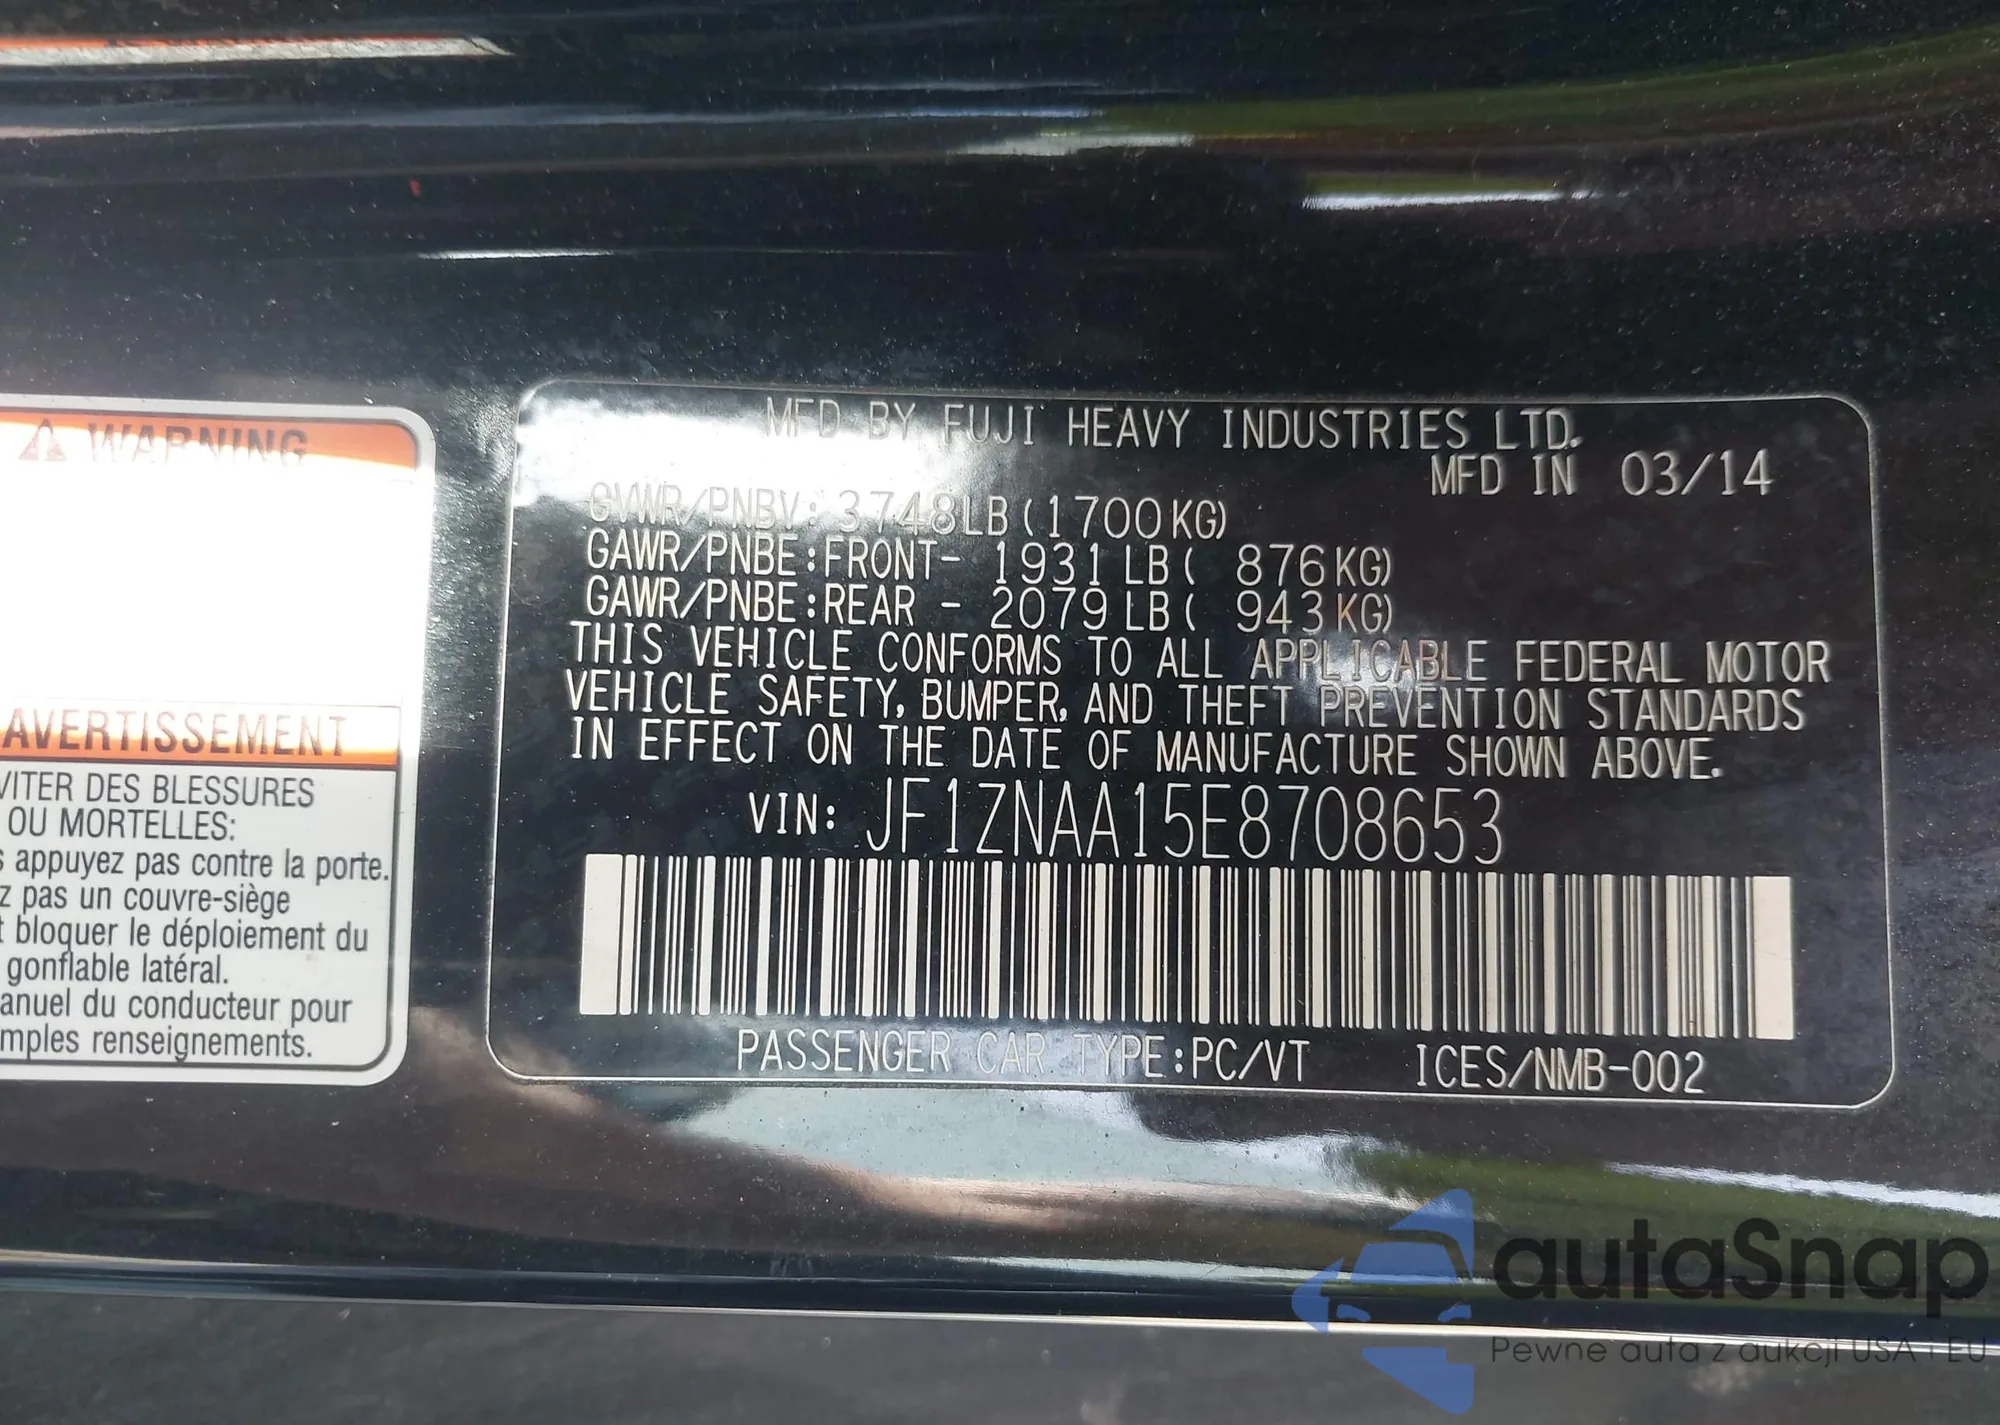 WARNING
AVERTISSEMENT
VITER DES BLESSURES
OU MORTELLES:
s appuyez pas contre la porte.
z pas un couvre-siège
t bloquer le déploiement du
gonflable latéral.
anuel du conducteur pour
mples renseignements.
MFD BY FUJI HEAVY INDUSTRIES LTD.
MFD IN 03/14
GVWR/PNBV: 3748LB(1700KG)
GAWR/PNBE:FRONT- 1931LB( 876KG)
GAWR/PNBE:REAR - 2079LB( 943KG)
THIS VEHICLE CONFORMS TO ALL APPLICABLE FEDERAL MOTOR
VEHICLE SAFETY, BUMPER, AND THEFT PREVENTION STANDARDS
IN EFFECT ON THE DATE OF MANUFACTURE SHOWN ABOVE.
VIN: JF1ZNAA15E8708653
PASSENGER CAR TYPE:PC/VT ICES/NMB-002
autaSnap
Pewne auta z aukcji USA i EU